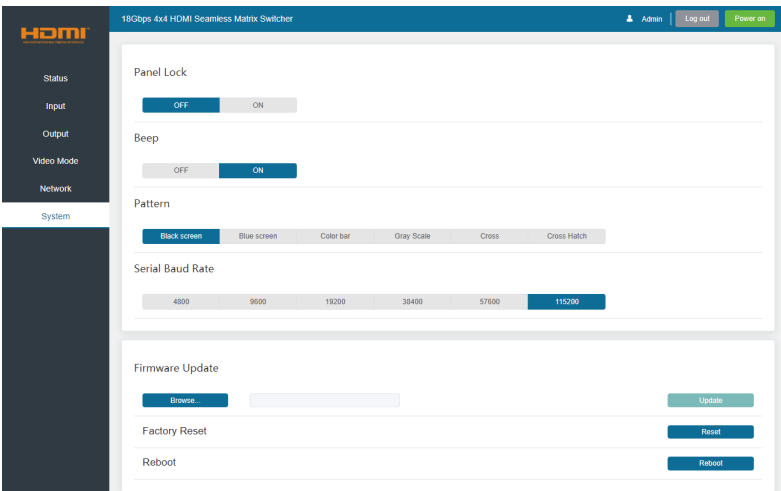 HDMI
18Gbps 4x4 HDMI Seamless Matrix Switcher
Admin
Log out
Power on
Status
Input
Output
Video Mode
Network
System
Panel Lock
OFF ON
Beep
OFF ON
Pattern
Black screen Blue screen Color bar Gray Scale Cross Cross Hatch
Serial Baud Rate
4800 9600 19200 38400 57600 115200
Firmware Update
Browse... Update
Factory Reset Reset
Reboot Reboot